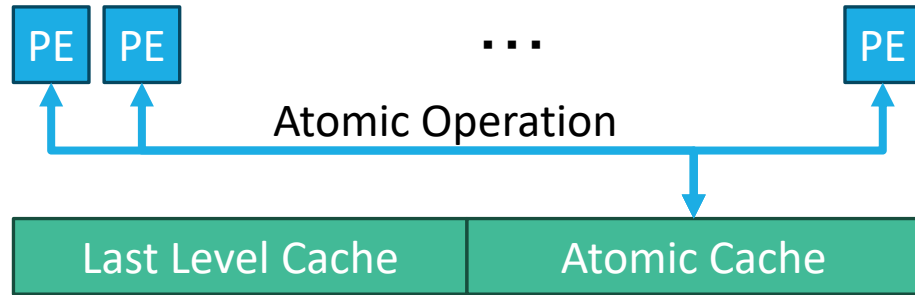 PE PE ... PE
Atomic Operation
Last Level Cache Atomic Cache